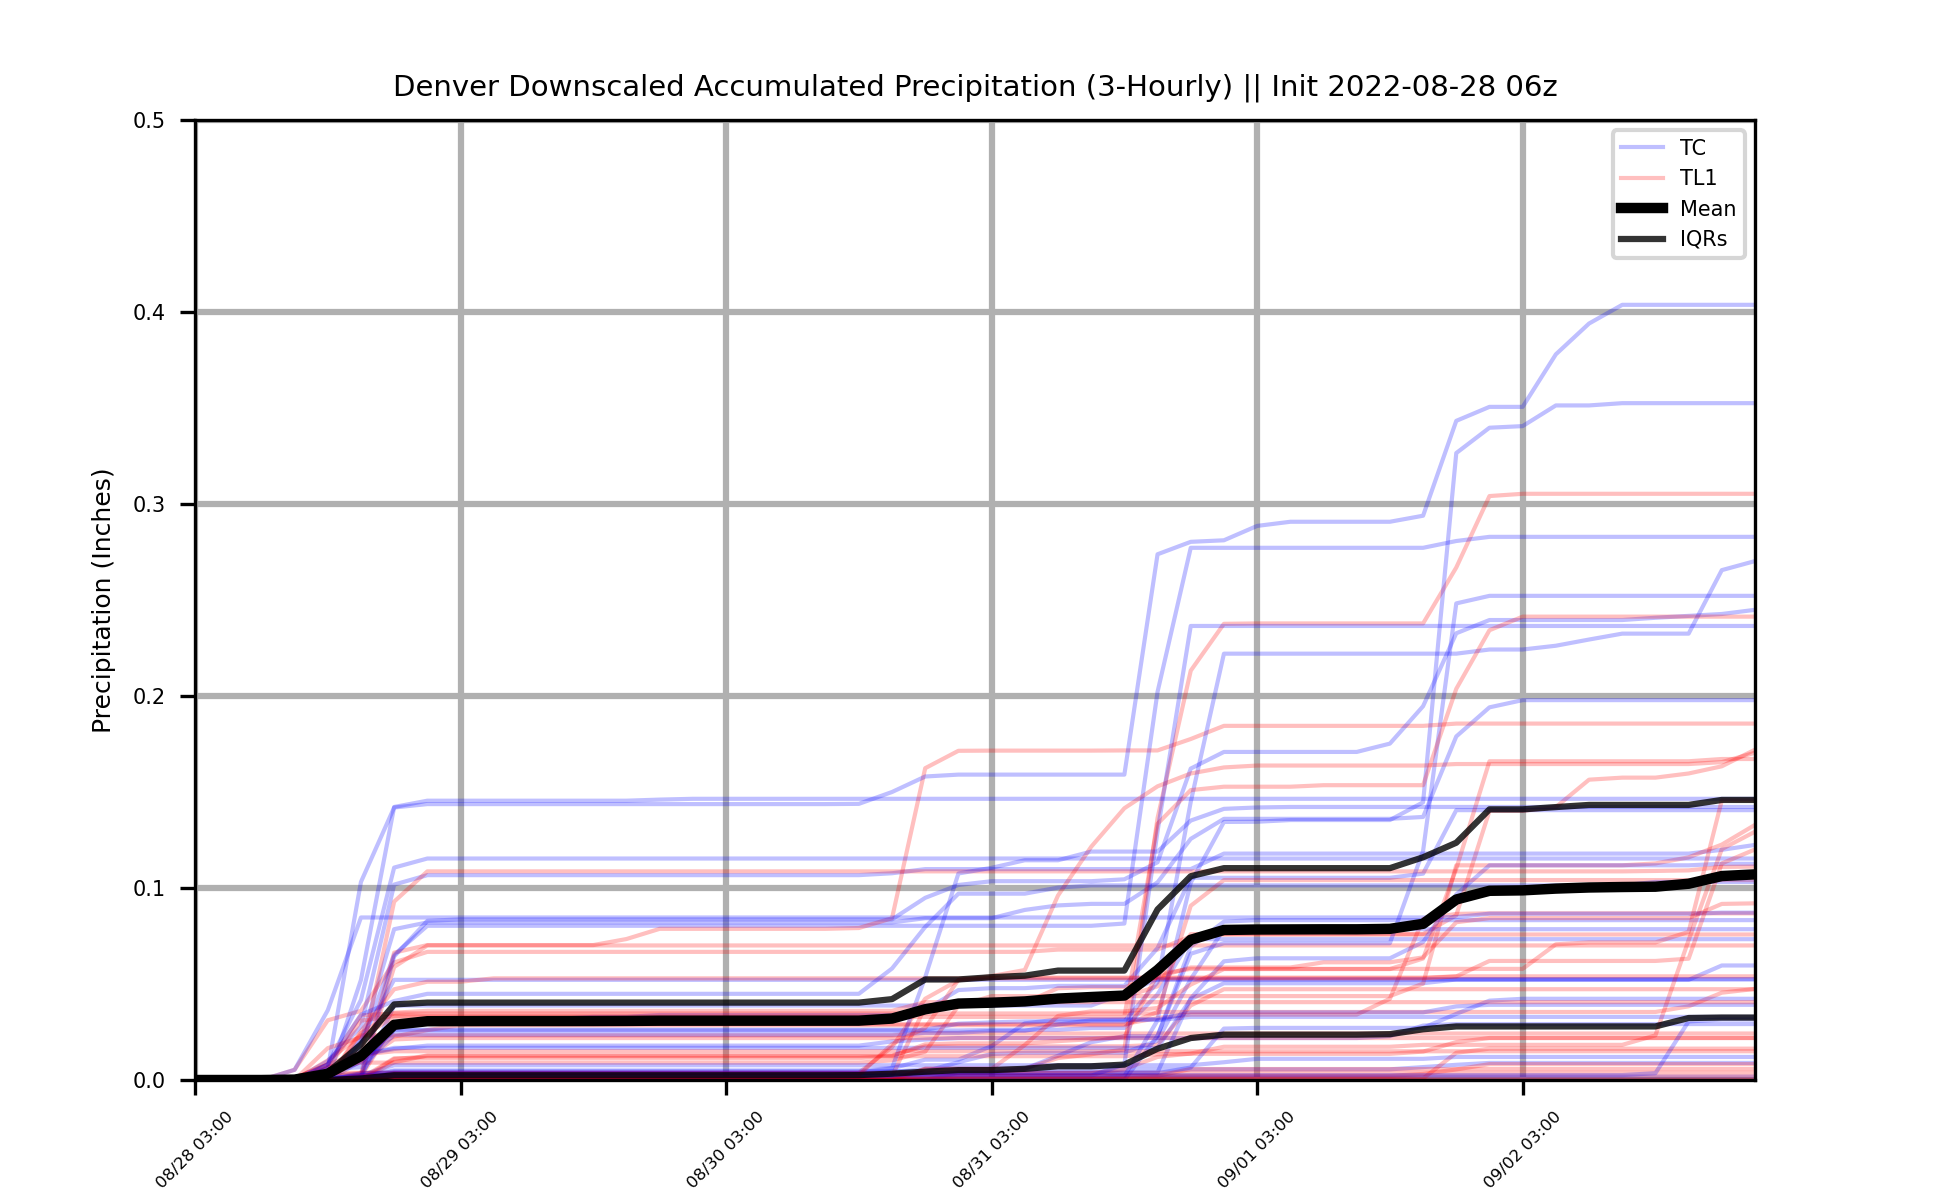 Denver Downscaled Accumulated Precipitation (3-Hourly) || Init 2022-08-28 06z
TC
TL1
Mean
IQRs
Precipitation (Inches)
0.5
0.4
0.3
0.2
0.1
0.0
08/28 03:00
08/29 03:00
08/30 03:00
08/31 03:00
09/01 03:00
09/02 03:00